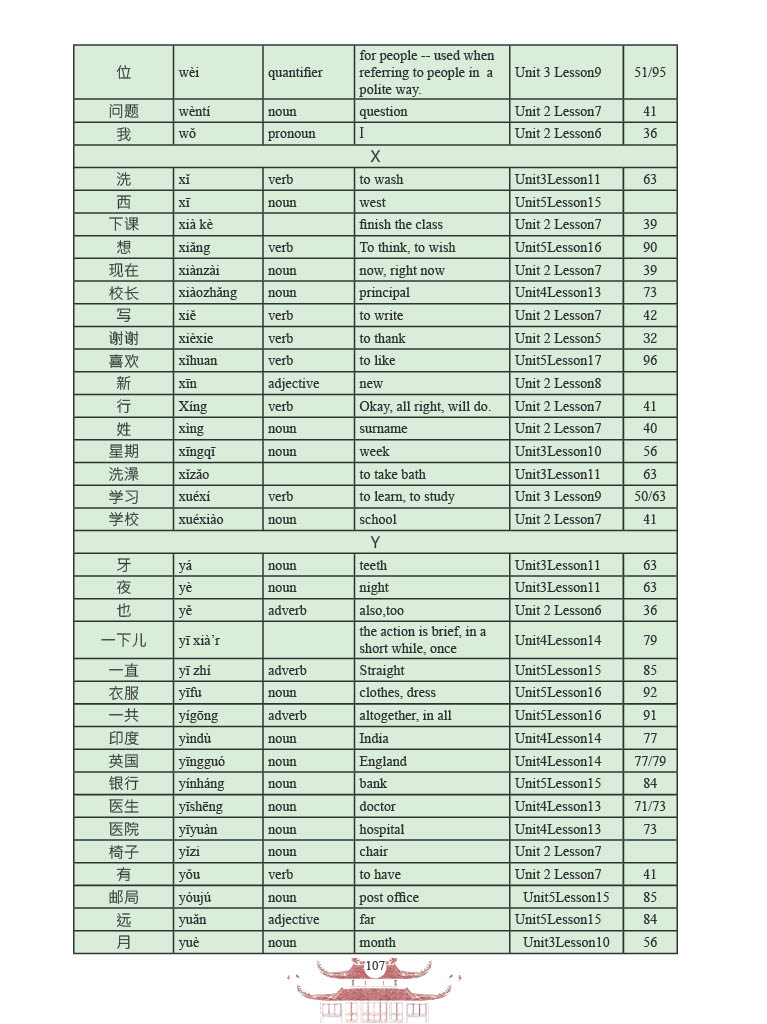 位 wèi quantifier for people -- used when referring to people in a polite way. Unit 3 Lesson9 51/95
问题 wèntí noun question Unit 2 Lesson7 41
我 wǒ pronoun I Unit 2 Lesson6 36
X
洗 xǐ verb to wash Unit3Lesson11 63
西 xī noun west Unit5Lesson15
下课 xià kè finish the class Unit 2 Lesson7 39
想 xiǎng verb To think, to wish Unit5Lesson16 90
现在 xiànzài noun now, right now Unit 2 Lesson7 39
校长 xiàozhǎng noun principal Unit4Lesson13 73
写 xiě verb to write Unit 2 Lesson7 42
谢谢 xièxie verb to thank Unit 2 Lesson5 32
喜欢 xǐhuan verb to like Unit5Lesson17 96
新 xīn adjective new Unit 2 Lesson8
行 Xíng verb Okay, all right, will do. Unit 2 Lesson7 41
姓 xìng noun surname Unit 2 Lesson7 40
星期 xīngqī noun week Unit3Lesson10 56
洗澡 xǐzǎo to take bath Unit3Lesson11 63
学习 xuéxí verb to learn, to study Unit 3 Lesson9 50/63
学校 xuéxiào noun school Unit 2 Lesson7 41
Y
牙 yá noun teeth Unit3Lesson11 63
夜 yè noun night Unit3Lesson11 63
也 yě adverb also,too Unit 2 Lesson6 36
一下儿 yī xià’r the action is brief, in a short while, once Unit4Lesson14 79
一直 yī zhí adverb Straight Unit5Lesson15 85
衣服 yīfu noun clothes, dress Unit5Lesson16 92
一共 yígōng adverb altogether, in all Unit5Lesson16 91
印度 yìndù noun India Unit4Lesson14 77
英国 yīngguó noun England Unit4Lesson14 77/79
银行 yínháng noun bank Unit5Lesson15 84
医生 yīshēng noun doctor Unit4Lesson13 71/73
医院 yīyuàn noun hospital Unit4Lesson13 73
椅子 yǐzi noun chair Unit 2 Lesson7
有 yǒu verb to have Unit 2 Lesson7 41
邮局 yóujú noun post office Unit5Lesson15 85
远 yuǎn adjective far Unit5Lesson15 84
月 yuè noun month Unit3Lesson10 56
107